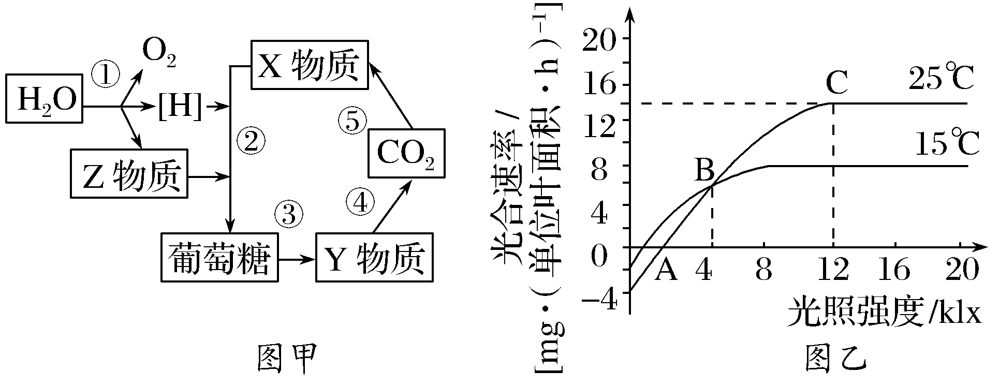 H₂O
①
O₂
[H]
Z 物质
X 物质
②
⑤
CO₂
④
③
葡萄糖
Y 物质
图甲
光合速率/
[mg·(单位叶面积·h)⁻¹]
20
16
12
8
4
0
−4
C
25℃
15℃
B
A
4
8
12
16
20
光照强度/klx
图乙